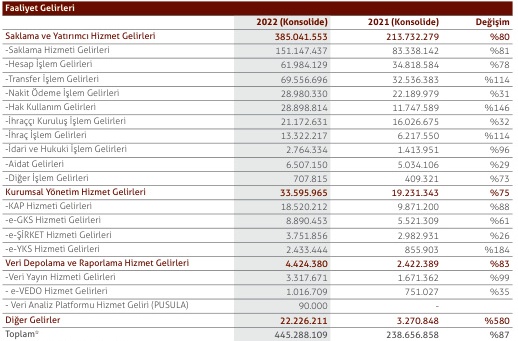 Faaliyet Gelirleri
2022 (Konsolide) 2021 (Konsolide) Değişim
Saklama ve Yatırımcı Hizmet Gelirleri 385.041.553 213.732.279 %80
-Saklama Hizmeti Gelirleri 151.147.437 83.338.142 %81
-Hesap İşlem Gelirleri 61.984.129 34.818.584 %78
-Transfer İşlem Gelirleri 69.556.696 32.536.383 %114
-Nakit Ödeme İşlem Gelirleri 28.980.330 22.189.979 %31
-Hak Kullanım Gelirleri 28.898.814 11.747.589 %146
-İhraççı Kuruluş İşlem Gelirleri 21.172.631 16.026.675 %32
-İhraç İşlem Gelirleri 13.322.217 6.217.550 %114
-İdari ve Hukuki İşlem Gelirleri 2.764.334 1.413.951 %96
-Aidat Gelirleri 6.507.150 5.034.106 %29
-Diğer İşlem Gelirleri 707.815 409.321 %73
Kurumsal Yönetim Hizmet Gelirleri 33.595.965 19.231.343 %75
-KAP Hizmeti Gelirleri 18.520.212 9.871.200 %88
-e-GKS Hizmeti Gelirleri 8.890.453 5.521.309 %61
-e-ŞİRKET Hizmeti Gelirleri 3.751.856 2.982.931 %26
-e-YKS Hizmeti Gelirleri 2.433.444 855.903 %184
Veri Depolama ve Raporlama Hizmet Gelirleri 4.424.380 2.422.389 %83
-Veri Yayın Hizmeti Gelirleri 3.317.671 1.671.362 %99
- e-VEDO Hizmet Gelirleri 1.016.709 751.027 %35
- Veri Analiz Platformu Hizmet Geliri (PUSULA) 90.000 -
Diğer Gelirler 22.226.211 3.270.848 %580
Toplam 445.288.109 238.656.858 %87